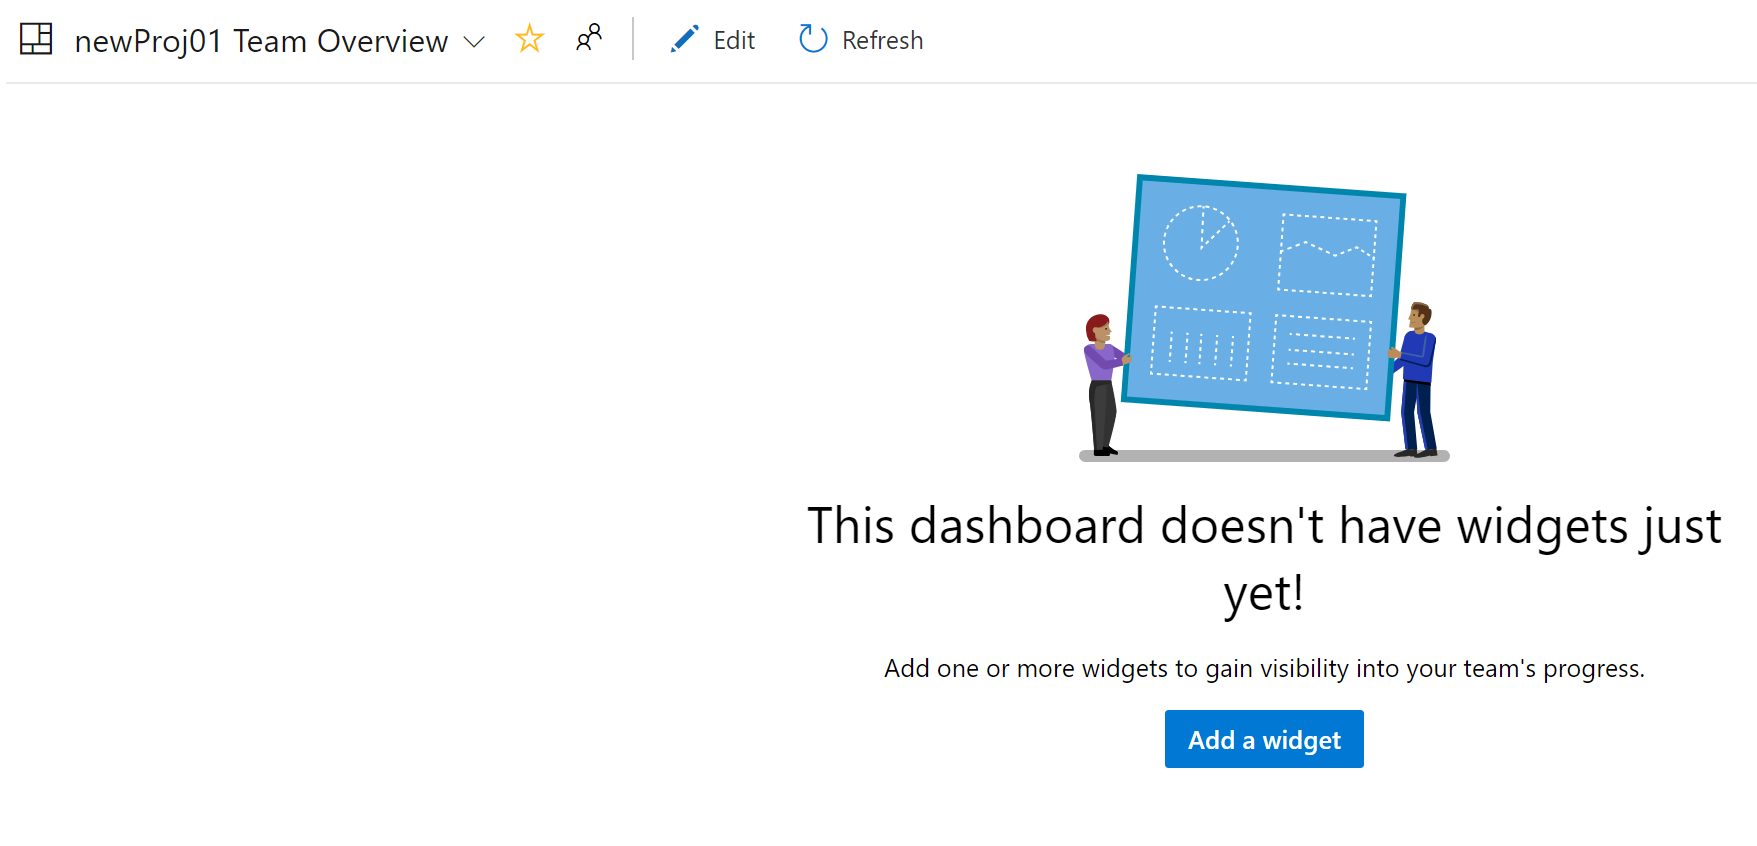 newProj01 Team Overview Edit Refresh
This dashboard doesn't have widgets just
yet!
Add one or more widgets to gain visibility into your team's progress.
Add a widget